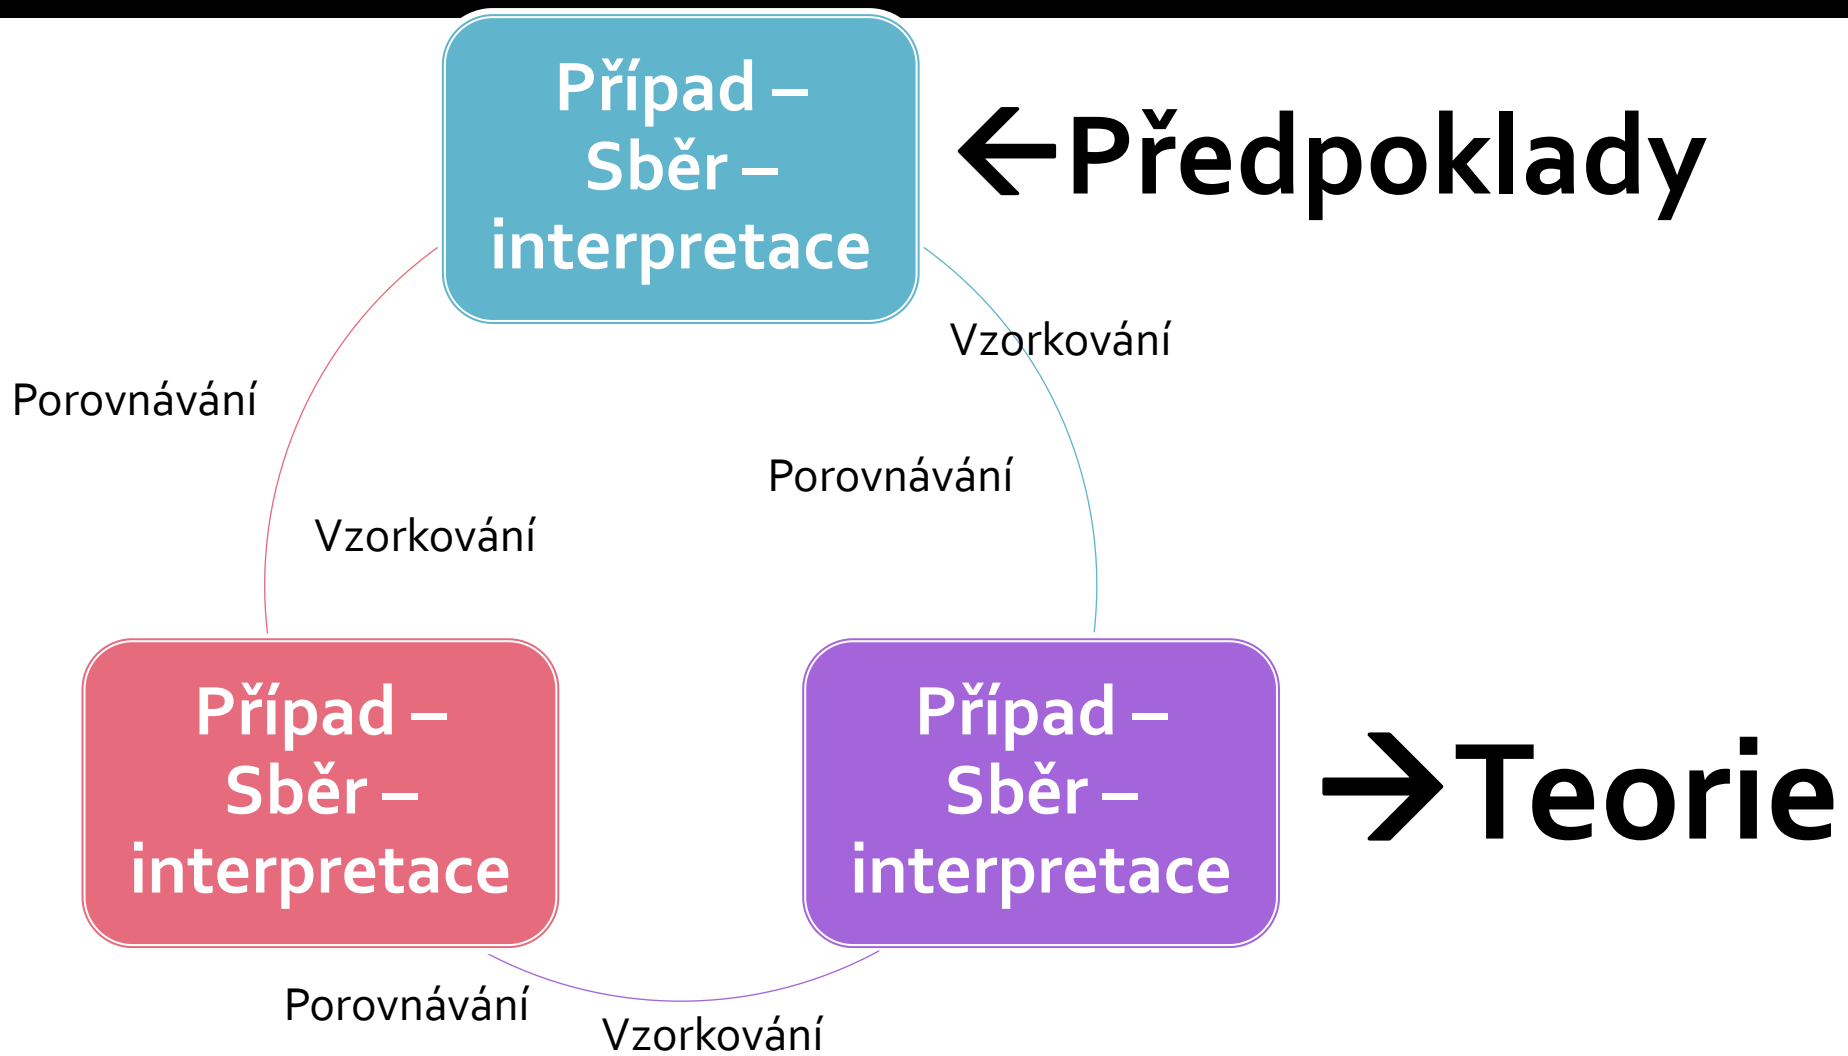 Případ –
Sběr –
interpretace
←Předpoklady
Vzorkování
Porovnávání
Porovnávání
Vzorkování
Případ –
Sběr –
interpretace
Případ –
Sběr –
interpretace
→Teorie
Porovnávání
Vzorkování